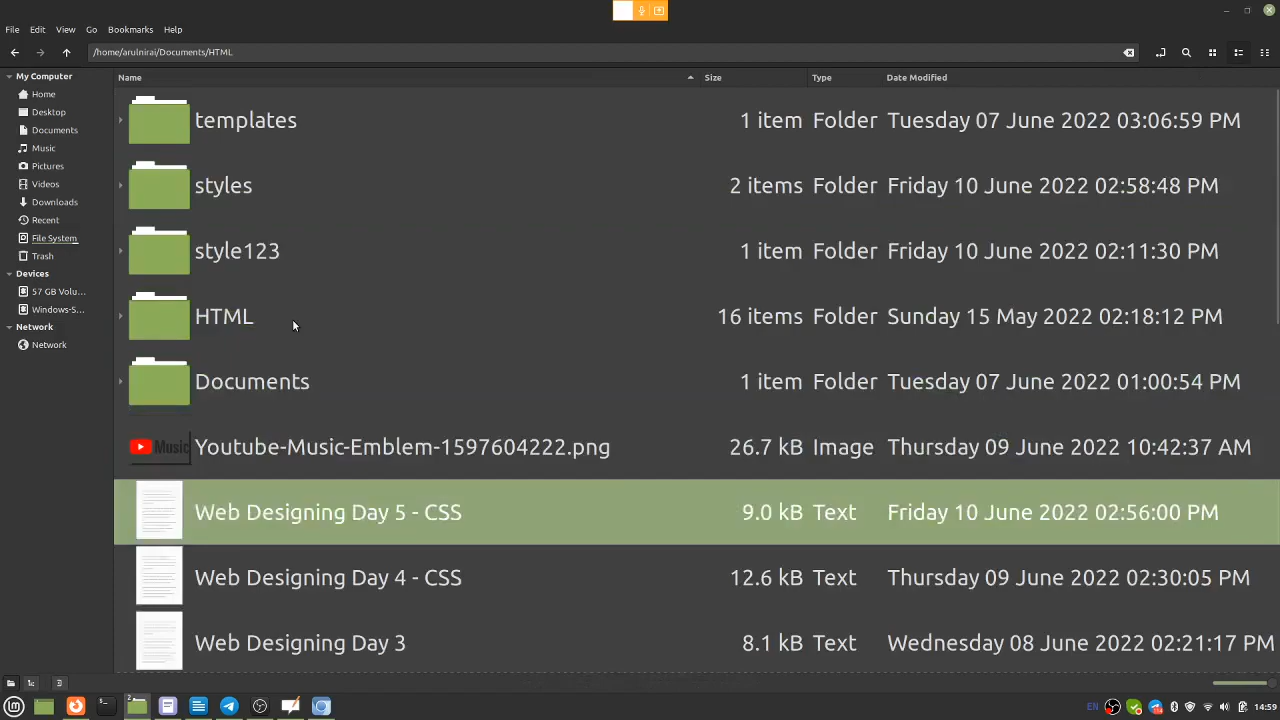 File Edit View Go Bookmarks Help
/home/arulnirai/Documents/HTML
My Computer
Home
Desktop
Documents
Music
Pictures
Videos
Downloads
Recent
File System
Trash
Devices
57 GB Volu...
Windows-S...
Network
Network
Name Size Type Date Modified
templates 1 item Folder Tuesday 07 June 2022 03:06:59 PM
styles 2 items Folder Friday 10 June 2022 02:58:48 PM
style123 1 item Folder Friday 10 June 2022 02:11:30 PM
HTML 16 items Folder Sunday 15 May 2022 02:18:12 PM
Documents 1 item Folder Tuesday 07 June 2022 01:00:54 PM
Music Youtube-Music-Emblem-1597604222.png 26.7 kB Image Thursday 09 June 2022 10:42:37 AM
Web Designing Day 5 - CSS 9.0 kB Text Friday 10 June 2022 02:56:00 PM
Web Designing Day 4 - CSS 12.6 kB Text Thursday 09 June 2022 02:30:05 PM
Web Designing Day 3 8.1 kB Text Wednesday 08 June 2022 02:21:17 PM
2 EN 14:59